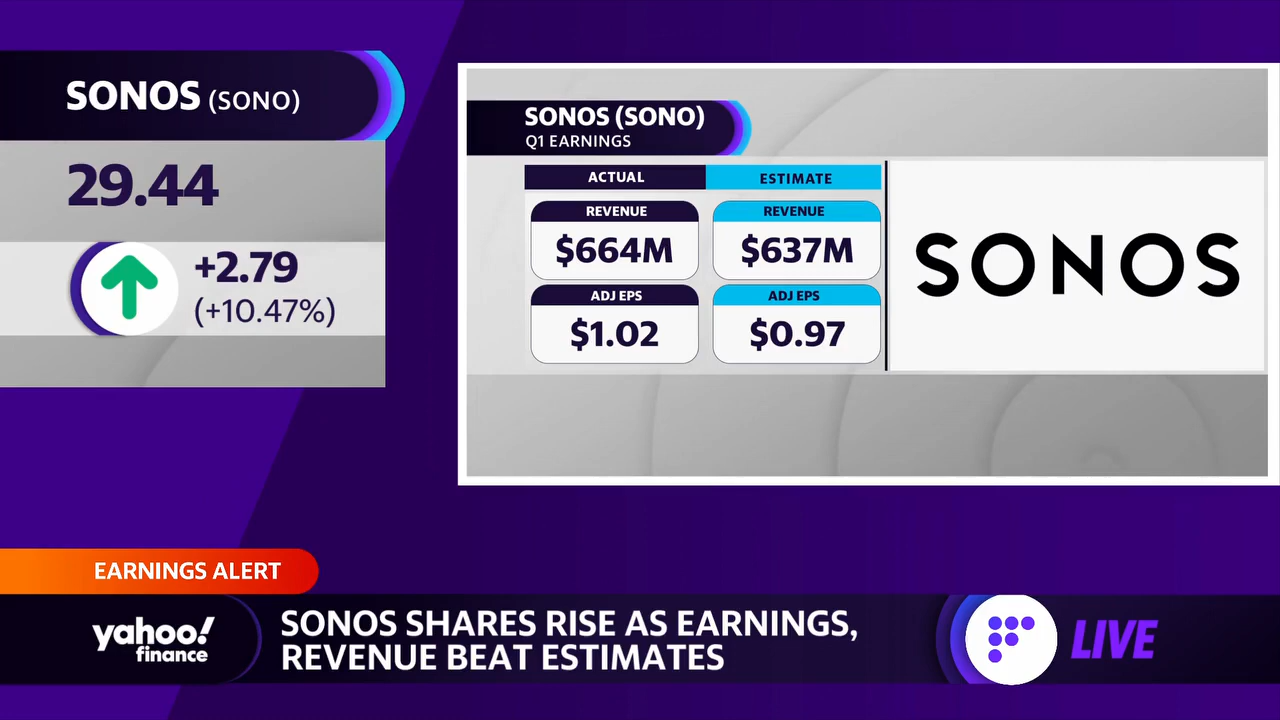 SONOS (SONO)
29.44
+2.79
(+10.47%)
SONOS (SONO)
Q1 EARNINGS
ACTUAL ESTIMATE
REVENUE REVENUE
$664M $637M
ADJ EPS ADJ EPS
$1.02 $0.97
SONOS
EARNINGS ALERT
yahoo!
finance
SONOS SHARES RISE AS EARNINGS,
REVENUE BEAT ESTIMATES
LIVE